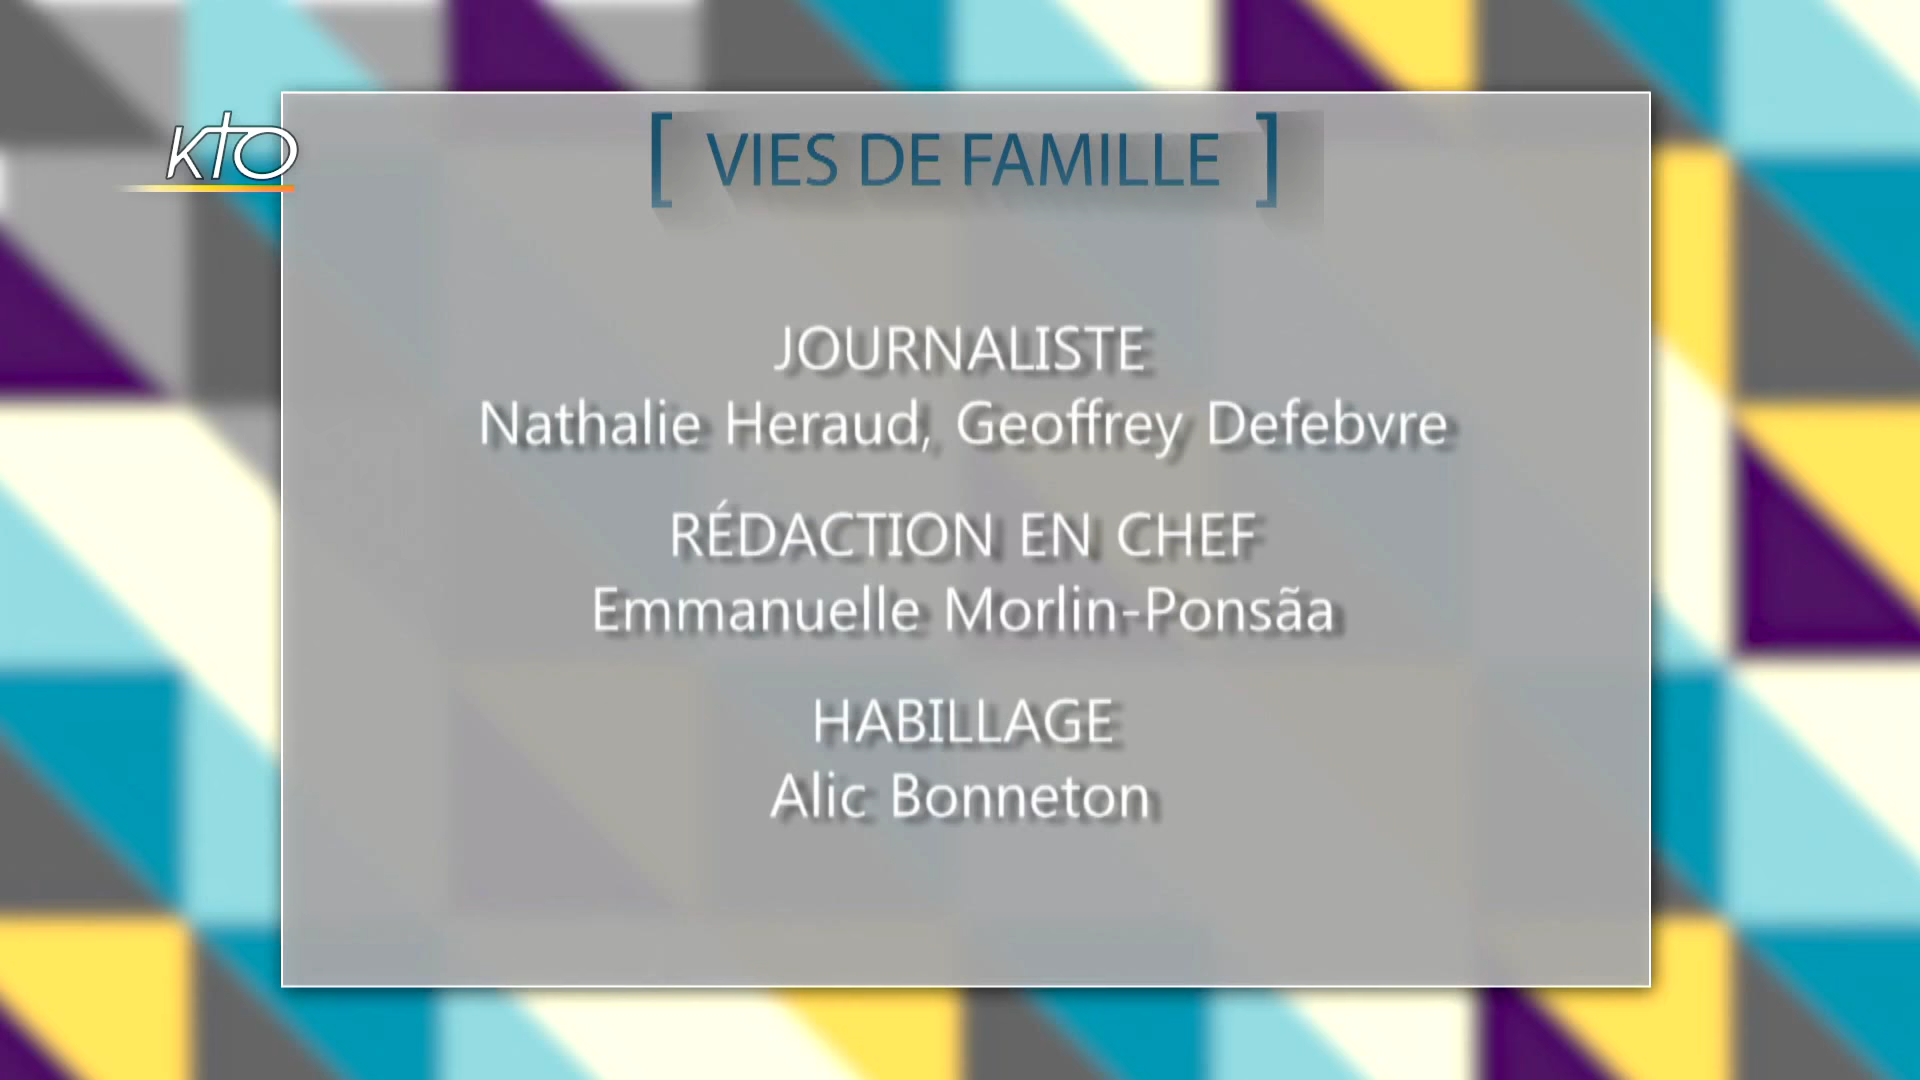 KTO
[ VIES DE FAMILLE ]
JOURNALISTE
Nathalie Heraud, Geoffrey Defebvre
RÉDACTION EN CHEF
Emmanuelle Morlin-Ponsãa
HABILLAGE
Alic Bonneton